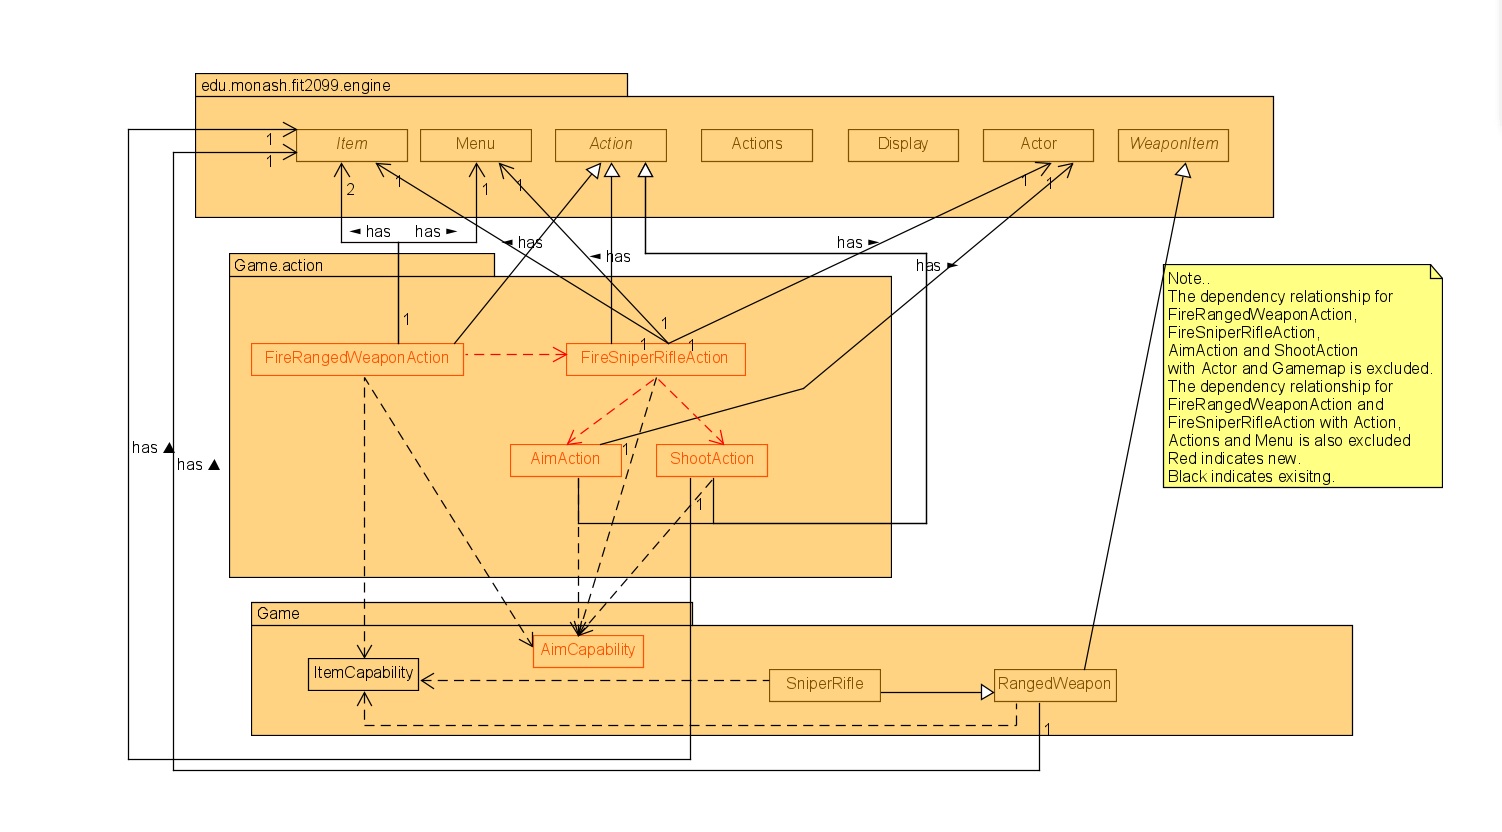 edu.monash.fit2099.engine
1
Item
Menu
Action
Actions
Display
Actor
WeaponItem
1
2
1
1
1
1
1
◄ has
has ►
◄ has
◄ has
has ►
has ►
Game.action
Note..
The dependency relationship for
FireRangedWeaponAction,
FireSniperRifleAction,
AimAction and ShootAction
with Actor and Gamemap is excluded.
The dependency relationship for
FireRangedWeaponAction and
FireSniperRifleAction with Action,
Actions and Menu is also excluded
Red indicates new.
Black indicates exisitng.
1
1
1
1
FireRangedWeaponAction
FireSniperRifleAction
has ▲
has ▲
1
AimAction
ShootAction
1
Game
AimCapability
ItemCapability
SniperRifle
RangedWeapon
1